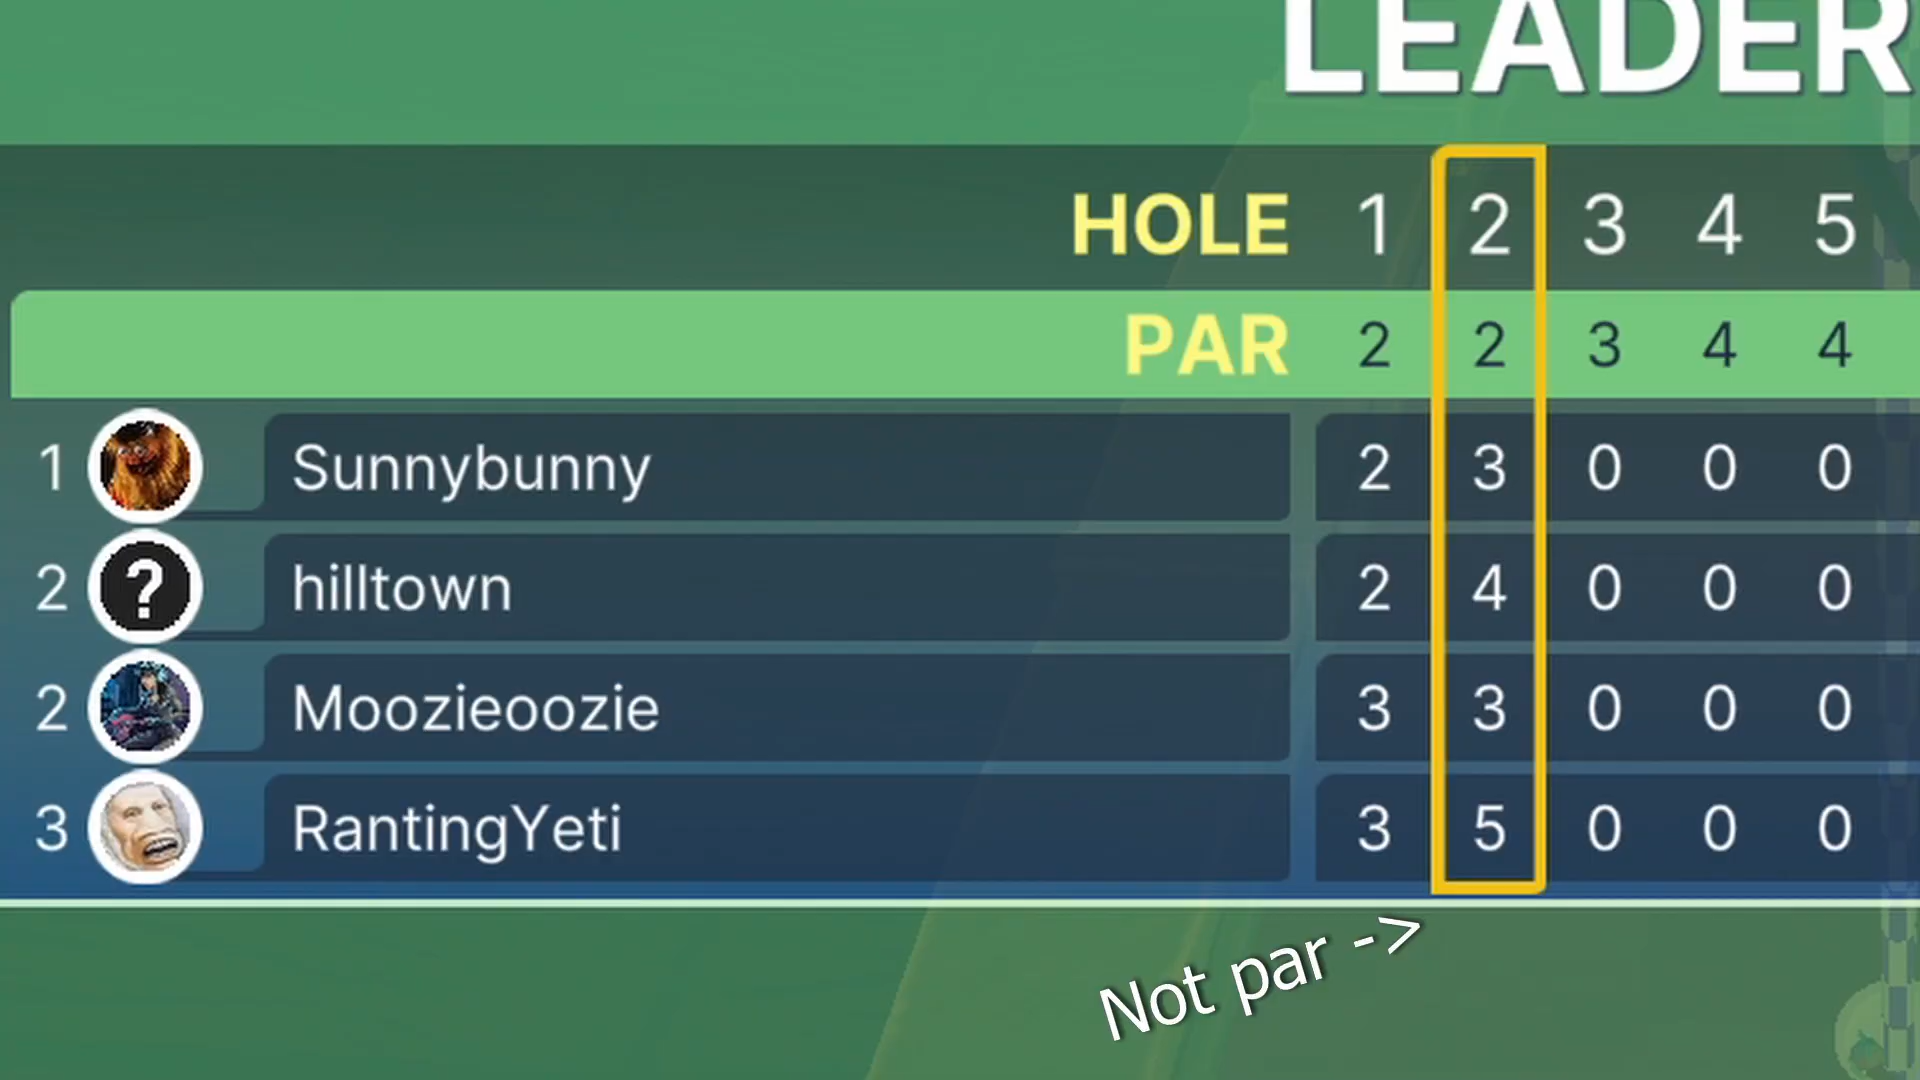 LEADER
HOLE 1 2 3 4 5
PAR 2 2 3 4 4
1 Sunnybunny 2 3 0 0 0
2 ? hilltown 2 4 0 0 0
2 Moozieoozie 3 3 0 0 0
3 RantingYeti 3 5 0 0 0
Not par ->